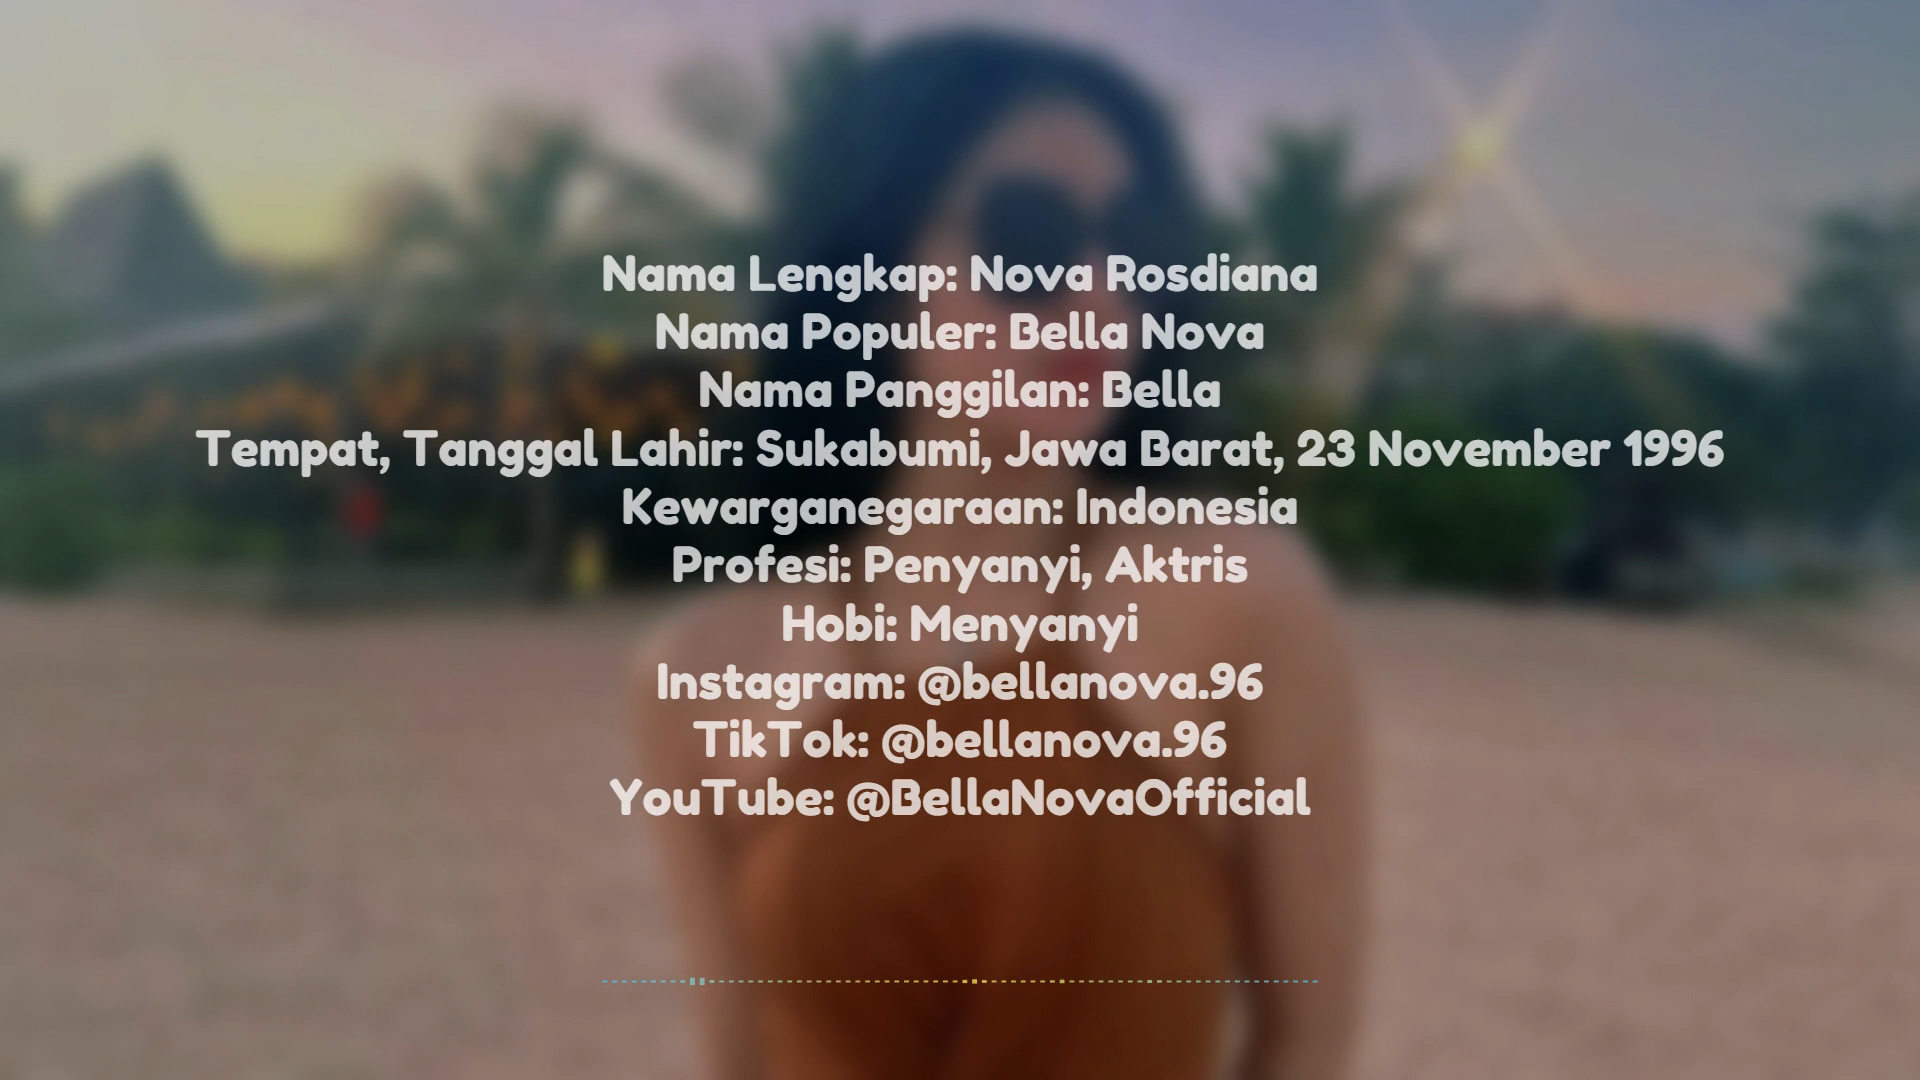 Nama Lengkap: Nova Rosdiana
Nama Populer: Bella Nova
Nama Panggilan: Bella
Tempat, Tanggal Lahir: Sukabumi, Jawa Barat, 23 November 1996
Kewarganegaraan: Indonesia
Profesi: Penyanyi, Aktris
Hobi: Menyanyi
Instagram: @bellanova.96
TikTok: @bellanova.96
YouTube: @BellaNovaOfficial